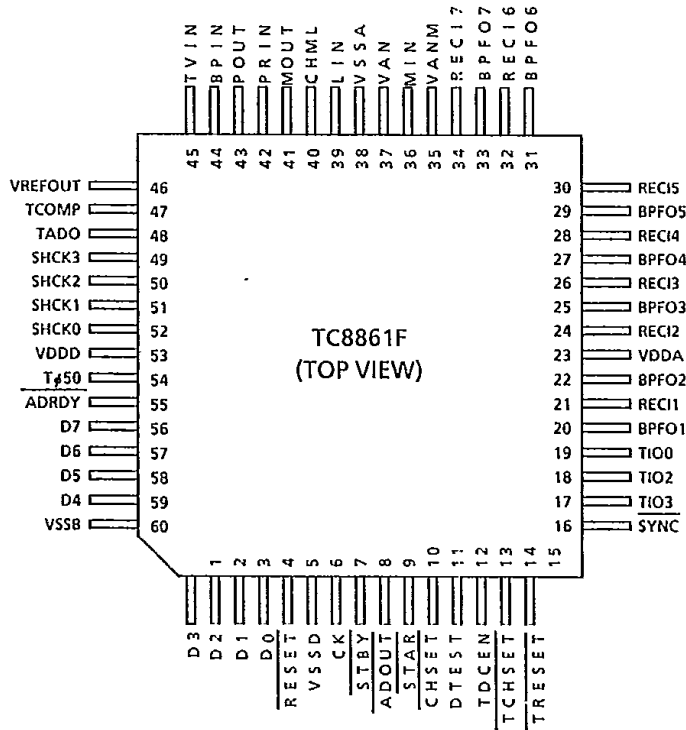 TVIN
BPIN
POUT
PRIN
MOUT
CHML
LIN
VSSA
VAN
MIN
VANM
RECI7
BPFO7
RECI6
BPFO6
45 44 43 42 41 40 39 38 37 36 35 34 33 32 31
VREFOUT 46
TCOMP 47
TADO 48
SHCK3 49
SHCK2 50
SHCK1 51
SHCK0 52
VDDD 53
Tφ50 54
ADRDY 55
D7 56
D6 57
D5 58
D4 59
VSSB 60
TC8861F
(TOP VIEW)
30 RECI5
29 BPFO5
28 RECI4
27 BPFO4
26 RECI3
25 BPFO3
24 RECI2
23 VDDA
22 BPFO2
21 RECI1
20 BPFO1
19 TIO0
18 TIO2
17 TIO3
16 SYNC
1 2 3 4 5 6 7 8 9 10 11 12 13 14 15
D3
D2
D1
D0
RESET
VSSD
CK
STBY
ADOUT
STAR
CHSET
DTEST
TDCEN
TCHSET
TRESET